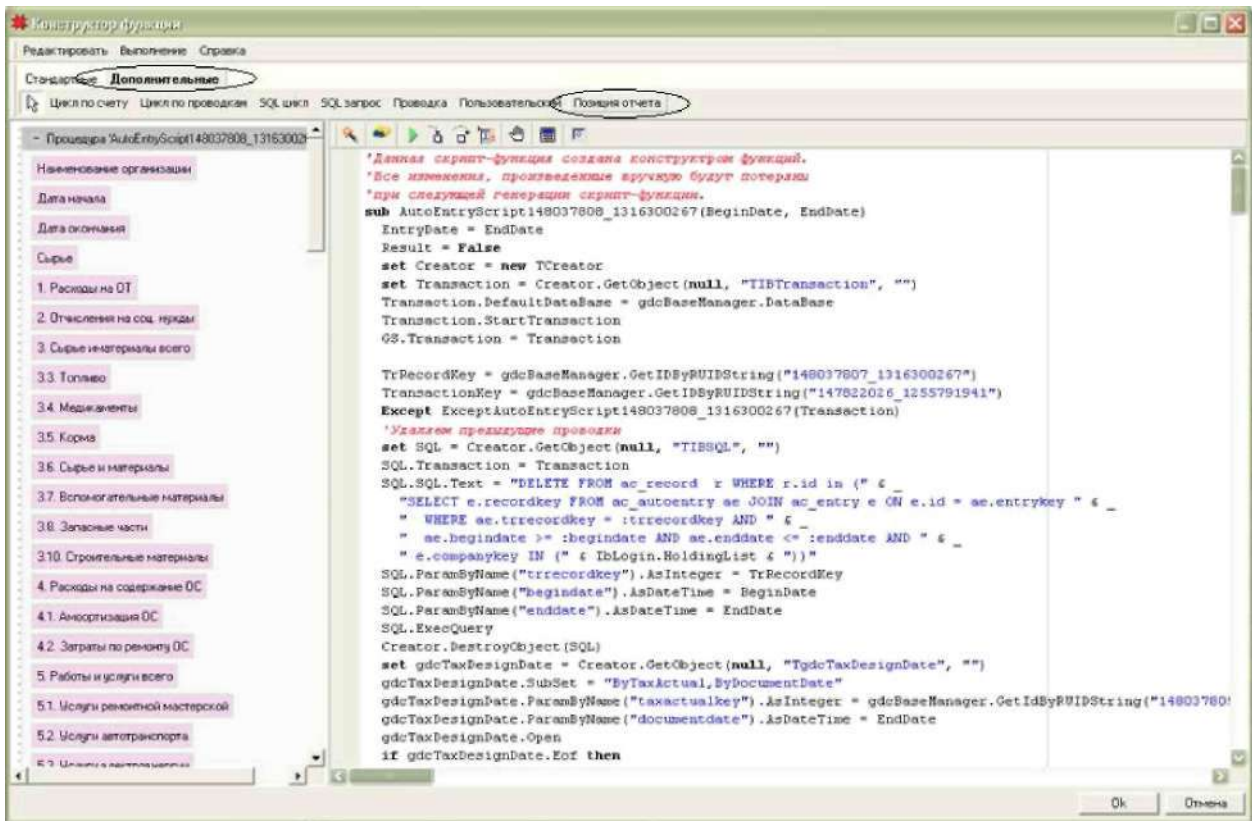 Конструктор функции
Редактировать Выполнение Справка
Стандартные Дополнительные
Цикл по счету Цикл по проводкам SQL цикл SQL запрос Проводка Пользовательский Позиция отчета
- Процедура 'AutoEntryScript148037808_13163002
Наименование организации
Дата начала
Дата окончания
Сырье
1. Расходы на ОТ
2. Отчисления на соц. нужды
3. Сырье и материалы всего
3.3. Топливо
3.4. Медикаменты
3.5. Корма
3.6. Сырье и материалы
3.7. Вспомогательные материалы
3.8. Запасные части
3.10. Строительные материалы
4. Расходы на содержание ОС
4.1. Амортизация ОС
4.2. Затраты по ремонту ОС
5. Работы и услуги всего
5.1. Услуги ремонтной мастерской
5.2. Услуги автотранспорта
'Данная скрипт-функция создана конструктром функций.
'Все изменения, произведенные вручную будут потеряны
'при следующей генерации скрипт-функции.
sub AutoEntryScript148037808_1316300267(BeginDate, EndDate)
EntryDate = EndDate
Result = False
set Creator = new TCreator
set Transaction = Creator.GetObject(null, "TIBTransaction", "")
Transaction.DefaultDataBase = gdcBaseManager.DataBase
Transaction.StartTransaction
GS.Transaction = Transaction
TrRecordKey = gdcBaseManager.GetIDByRUIDString("148037807_1316300267")
TransactionKey = gdcBaseManager.GetIDByRUIDString("147822026_1255791941")
Except ExceptAutoEntryScript148037808_1316300267(Transaction)
'Удаляем предыдущие проводки
set SQL = Creator.GetObject(null, "TIBSQL", "")
SQL.Transaction = Transaction
SQL.SQL.Text = "DELETE FROM ac_record r WHERE r.id in (" & _
"SELECT e.recordkey FROM ac_autoentry ae JOIN ac_entry e ON e.id = ae.entrykey " & _
" WHERE ae.trrecordkey = :trrecordkey AND " & _
" ae.begindate >= :begindate AND ae.enddate <= :enddate AND " & _
" e.companykey IN (" & IbLogin.HoldingList & "))"
SQL.ParamByName("trrecordkey").AsInteger = TrRecordKey
SQL.ParamByName("begindate").AsDateTime = BeginDate
SQL.ParamByName("enddate").AsDateTime = EndDate
SQL.ExecQuery
Creator.DestroyObject(SQL)
set gdcTaxDesignDate = Creator.GetObject(null, "TgdcTaxDesignDate", "")
gdcTaxDesignDate.SubSet = "ByTaxActual,ByDocumentDate"
gdcTaxDesignDate.ParamByName("taxactualkey").AsInteger = gdcBaseManager.GetIdByRUIDString("14803780
gdcTaxDesignDate.ParamByName("documentdate").AsDateTime = EndDate
gdcTaxDesignDate.Open
if gdcTaxDesignDate.Eof then
Ok Отмена